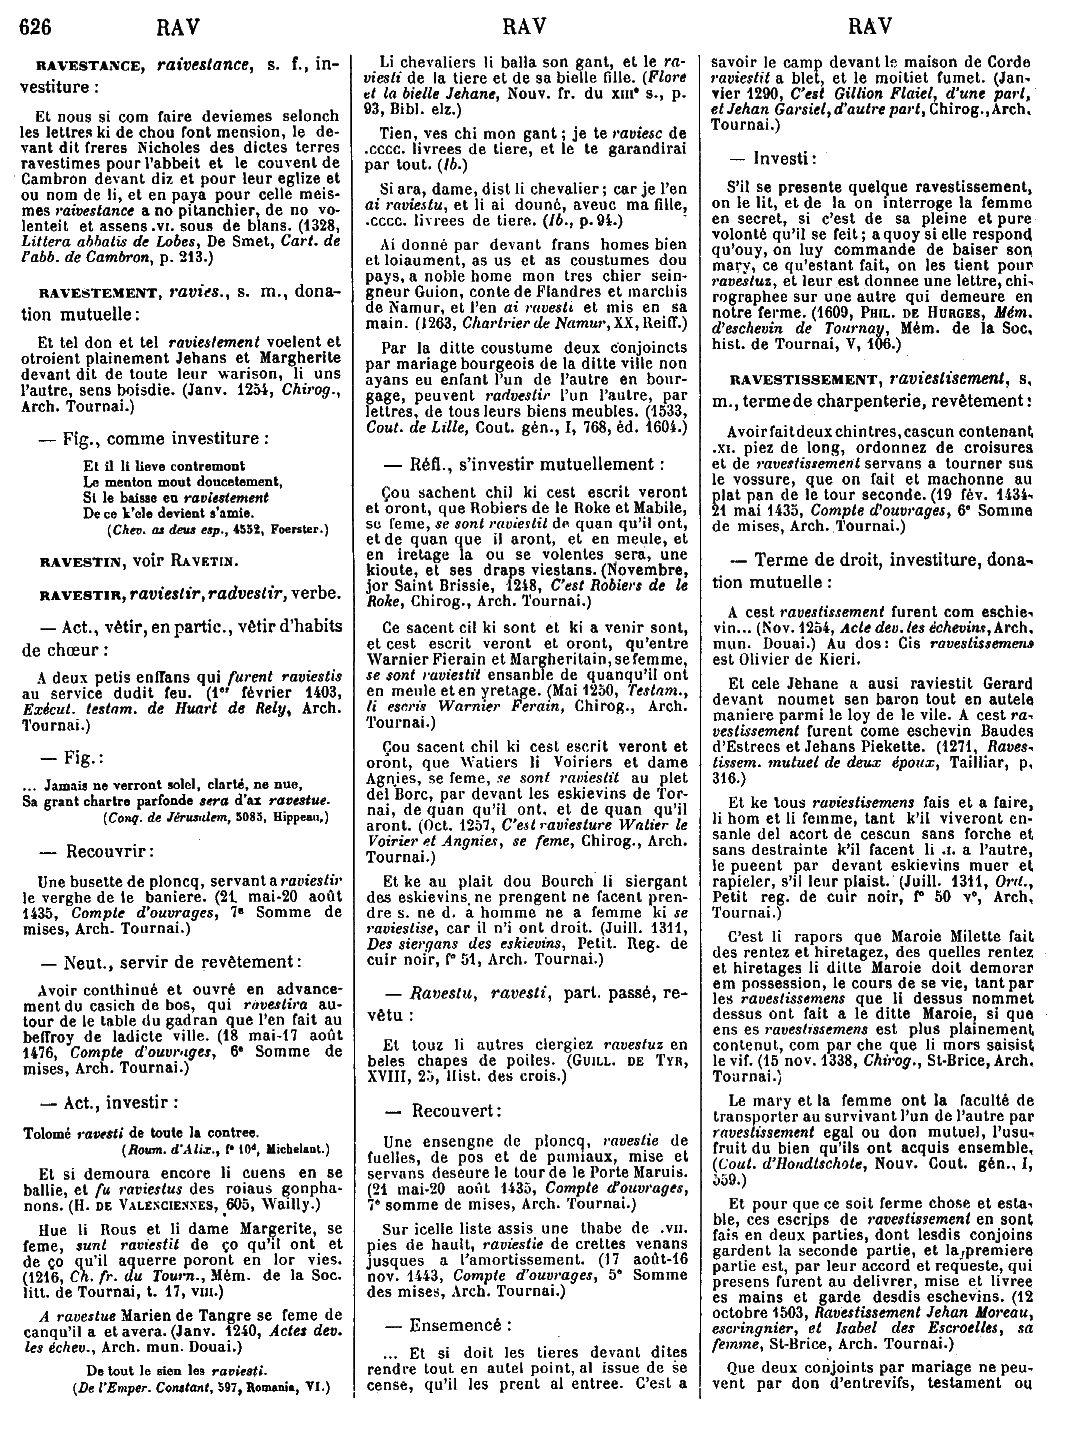 626 RAV RAV RAV
RAVESTANCE, raivestance, s. f., in-
vestiture :
Et nous si com faire deviemes selonch
les lettres ki de chou font mension, le de-
vant dit freres Nicholes des dictes terres
ravestimes pour l'abbeit et le couvent de
Cambron devant diz et pour leur eglize et
ou nom de li, et en paya pour celle meis-
mes raivestance a no pitanchier, de no vo-
lenteit et assens .VI. sous de blans. (1328,
Littera abbatis de Lobes, De Smet, Cart. de
l'abb. de Cambron, p. 213.)
RAVESTEMENT, ravies., s. m., dona-
tion mutuelle :
Et tel don et tel raviestement voelent et
otroient plainement Jehans et Margherite
devant dit de toute leur warison, li uns
l'autre, sens boisdie. (Janv. 1254, Chirog.,
Arch. Tournai.)
— Fig., comme investiture :
Et il li lieve contremont
Le menton mout doucetement,
Si le baisse en raviestement
De ce k'ele devient s'amie.
(Chev. as deus esp., 4552, Foerster.)
RAVESTIN, voir RAVETIN.
RAVESTIR, raviestir, radvestir, verbe.
— Act., vêtir, en partic., vêtir d'habits
de chœur :
A deux petis enffans qui furent raviestis
au service dudit feu. (1er février 1403,
Exécut. testam. de Huart de Rely, Arch.
Tournai.)
— Fig. :
... Jamais ne verront solel, clarté, ne nue,
Sa grant chartre parfonde sera d'ax ravestue.
(Conq. de Jérusalem, 5085, Hippeau.)
— Recouvrir :
Une busette de ploncq, servant a raviestir
le verghe de le baniere. (21 mai-20 août
1435, Compte d'ouvrages, 7e Somme de
mises, Arch. Tournai.)
— Neut., servir de revêtement :
Avoir conthinué et ouvré en advance-
ment du casich de bos, qui ravestira au-
tour de le table du gadran que l'en fait au
beffroy de ladicte ville. (18 mai-17 août
1476, Compte d'ouvrages, 6e Somme de
mises, Arch. Tournai.)
— Act., investir :
Tolomé ravesti de toute la contree.
(Roum. d'Alix., f° 10d, Michelant.)
Et si demoura encore li cuens en se
ballie, et fu raviestus des roiaus gonpha-
nons. (H. DE VALENCIENNES, 605, Wailly.)
Hue li Rous et li dame Margerite, se
feme, sunt raviestit de ço qu'il ont et
de ço qu'il aquerre poront en lor vies.
(1216, Ch. fr. du Tourn., Mém. de la Soc.
litt. de Tournai, t. 17, VIII.)
A ravestue Marien de Tangre se feme de
canqu'il a et avera. (Janv. 1240, Actes dev.
les échev., Arch. mun. Douai.)
De tout le sien les raviesti.
(De l'Emper. Constant, 597, Romania, VI.)
Li chevaliers li balla son gant, et le ra-
viesti de la tiere et de sa bielle fille. (Flore
et la bielle Jehane, Nouv. fr. du XIIIe s., p.
93, Bibl. elz.)
Tien, ves chi mon gant ; je te raviesc de
.CCCC. livrees de tiere, et le te garandirai
par tout. (Ib.)
Si ara, dame, dist li chevalier ; car je l'en
ai raviestu, et li ai douné, aveuc ma fille,
.CCCC. livrees de tiere. (Ib., p. 94.)
Ai donné par devant frans homes bien
et loiaument, as us et as coustumes dou
pays, a noble home mon tres chier sein-
gneur Guion, conte de Flandres et marchis
de Namur, et l'en ai ravesti et mis en sa
main. (1263, Chartrier de Namur, XX, Reiff.)
Par la ditte coustume deux conjoincts
par mariage bourgeois de la ditte ville non
ayans eu enfant l'un de l'autre en bour-
gage, peuvent radvestir l'un l'autre, par
lettres, de tous leurs biens meubles. (1533,
Cout. de Lille, Cout. gén., I, 768, éd. 1604.)
— Réfl., s'investir mutuellement :
Çou sachent chil ki cest escrit veront
et oront, que Robiers de le Roke et Mabile,
se feme, se sont raviestit de quan qu'il ont,
et de quan que il aront, et en meule, et
en iretage la ou se volentes sera, une
kioute, et ses draps viestans. (Novembre,
jor Saint Brissie, 1248, C'est Robiers de le
Roke, Chirog., Arch. Tournai.)
Ce sacent cil ki sont et ki a venir sont,
et cest escrit veront et oront, qu'entre
Warnier Fierain et Margheritain, se femme,
se sont raviestit ensanble de quanqu'il ont
en meule et en yretage. (Mai 1250, Testam.,
li escris Warnier Ferain, Chirog., Arch.
Tournai.)
Çou sacent chil ki cest escrit veront et
oront, que Watiers li Voiriers et dame
Agnies, se feme, se sont raviestit au plet
del Borc, par devant les eskievins de Tor-
nai, de quan qu'il ont, et de quan qu'il
aront. (Oct. 1257, C'est raviesture Watier le
Voirier et Angnies, se feme, Chirog., Arch.
Tournai.)
Et ke au plait dou Bourch li siergant
des eskievins ne prengent ne facent pren-
dre s. ne d. a homme ne a femme ki se
raviestise, car il n'i ont droit. (Juill. 1311,
Des siergans des eskievins, Petit. Reg. de
cuir noir, f° 51, Arch. Tournai.)
— Ravestu, ravesti, part. passé, re-
vêtu :
Et touz li autres clergiez ravestuz en
beles chapes de poiles. (GUILL. DE TYR,
XVIII, 25, Hist. des crois.)
— Recouvert :
Une ensengne de ploncq, ravestie de
fuelles, de pos et de pumiaux, mise et
servans deseure le tour de le Porte Maruis.
(21 mai-20 août 1435, Compte d'ouvrages,
7e somme de mises, Arch. Tournai.)
Sur icelle liste assis une thabe de .VII.
pies de hault, raviestie de crettes venans
jusques a l'amortissement. (17 août-16
nov. 1443, Compte d'ouvrages, 5e Somme
des mises, Arch. Tournai.)
— Ensemencé :
... Et si doit les tieres devant dites
rendre tout en autel point, al issue de se
cense, qu'il les prent al entree. C'est a
savoir le camp devant le maison de Corde
raviestit a blet, et le moitiet fumet. (Jan-
vier 1290, C'est Gillion Flaiel, d'une part,
et Jehan Garsiel, d'autre part, Chirog., Arch.
Tournai.)
— Investi :
S'il se presente quelque ravestissement,
on le lit, et de la on interroge la femme
en secret, si c'est de sa pleine et pure
volonté qu'il se feit ; a quoy si elle respond
qu'ouy, on luy commande de baiser son
mary, ce qu'estant fait, on les tient pour
ravestuz, et leur est donnee une lettre, chi-
rographee sur une autre qui demeure en
notre ferme. (1609, PHIL. DE HURGES, Mém.
d'eschevin de Tournay, Mém. de la Soc.
hist. de Tournai, V, 106.)
RAVESTISSEMENT, raviestisement, s.
m., terme de charpenterie, revêtement :
Avoir fait deux chintres, cascun contenant
.XI. piez de long, ordonnez de croisures
et de ravestissement servans a tourner sus
le vossure, que on fait et machonne au
plat pan de le tour seconde. (19 fév. 1434-
21 mai 1435, Compte d'ouvrages, 6e Somme
de mises, Arch. Tournai.)
— Terme de droit, investiture, dona-
tion mutuelle :
A cest ravestissement furent com eschie-
vin... (Nov. 1254, Acte dev. les échevins, Arch.
mun. Douai.) Au dos : Cis ravestissemens
est Olivier de Kieri.
Et cele Jehane a ausi raviestit Gerard
devant noumet sen baron tout en autele
maniere parmi le loy de le vile. A cest ra-
vestissement furent come eschevin Baudes
d'Estrees et Jehans Piekette. (1271, Raves-
tissem. mutuel de deux époux, Tailliar, p.
316.)
Et ke tous raviestisemens fais et a faire,
li hom et li femme, tant k'il viveront en-
sanle del acort de cescun sans forche et
sans destrainte k'il facent li .I. a l'autre,
le pueent par devant eskievins muer et
rapieler, s'il leur plaist. (Juill. 1311, Ord.,
Petit reg. de cuir noir, f° 50 v°, Arch.
Tournai.)
C'est li rapors que Maroie Milette fait
des rentez et hiretagez, des quelles rentez
et hiretages li ditte Maroie doit demorar
em possession, le cours de se vie, tant par
les ravestissemens que li dessus nommet
dessus ont fait a le ditte Maroie, si que
ens es ravestissemens est plus plainement
contenut, com par che que li mors saisist
le vif. (15 nov. 1338, Chirog., St-Brice, Arch.
Tournai.)
Le mary et la femme ont la faculté de
transporter au survivant l'un de l'autre par
ravestissement egal ou don mutuel, l'usu-
fruit du bien qu'ils ont acquis ensemble.
(Cout. d'Hondtschote, Nouv. Cout. gén., I,
559.)
Et pour que ce soit ferme chose et esta-
ble, ces escrips de ravestissement en sont
fais en deux parties, dont lesdis conjoins
gardent la seconde partie, et la premiere
partie est, par leur accord et requeste, qui
presens furent au delivrer, mise et livree
es mains et garde desdis eschevins. (12
octobre 1503, Ravestissement Jehan Moreau,
escringnier, et Isabel des Escroelles, sa
femme, St-Brice, Arch. Tournai.)
Que deux conjoints par mariage ne peu-
vent par don d'entrevifs, testament ou